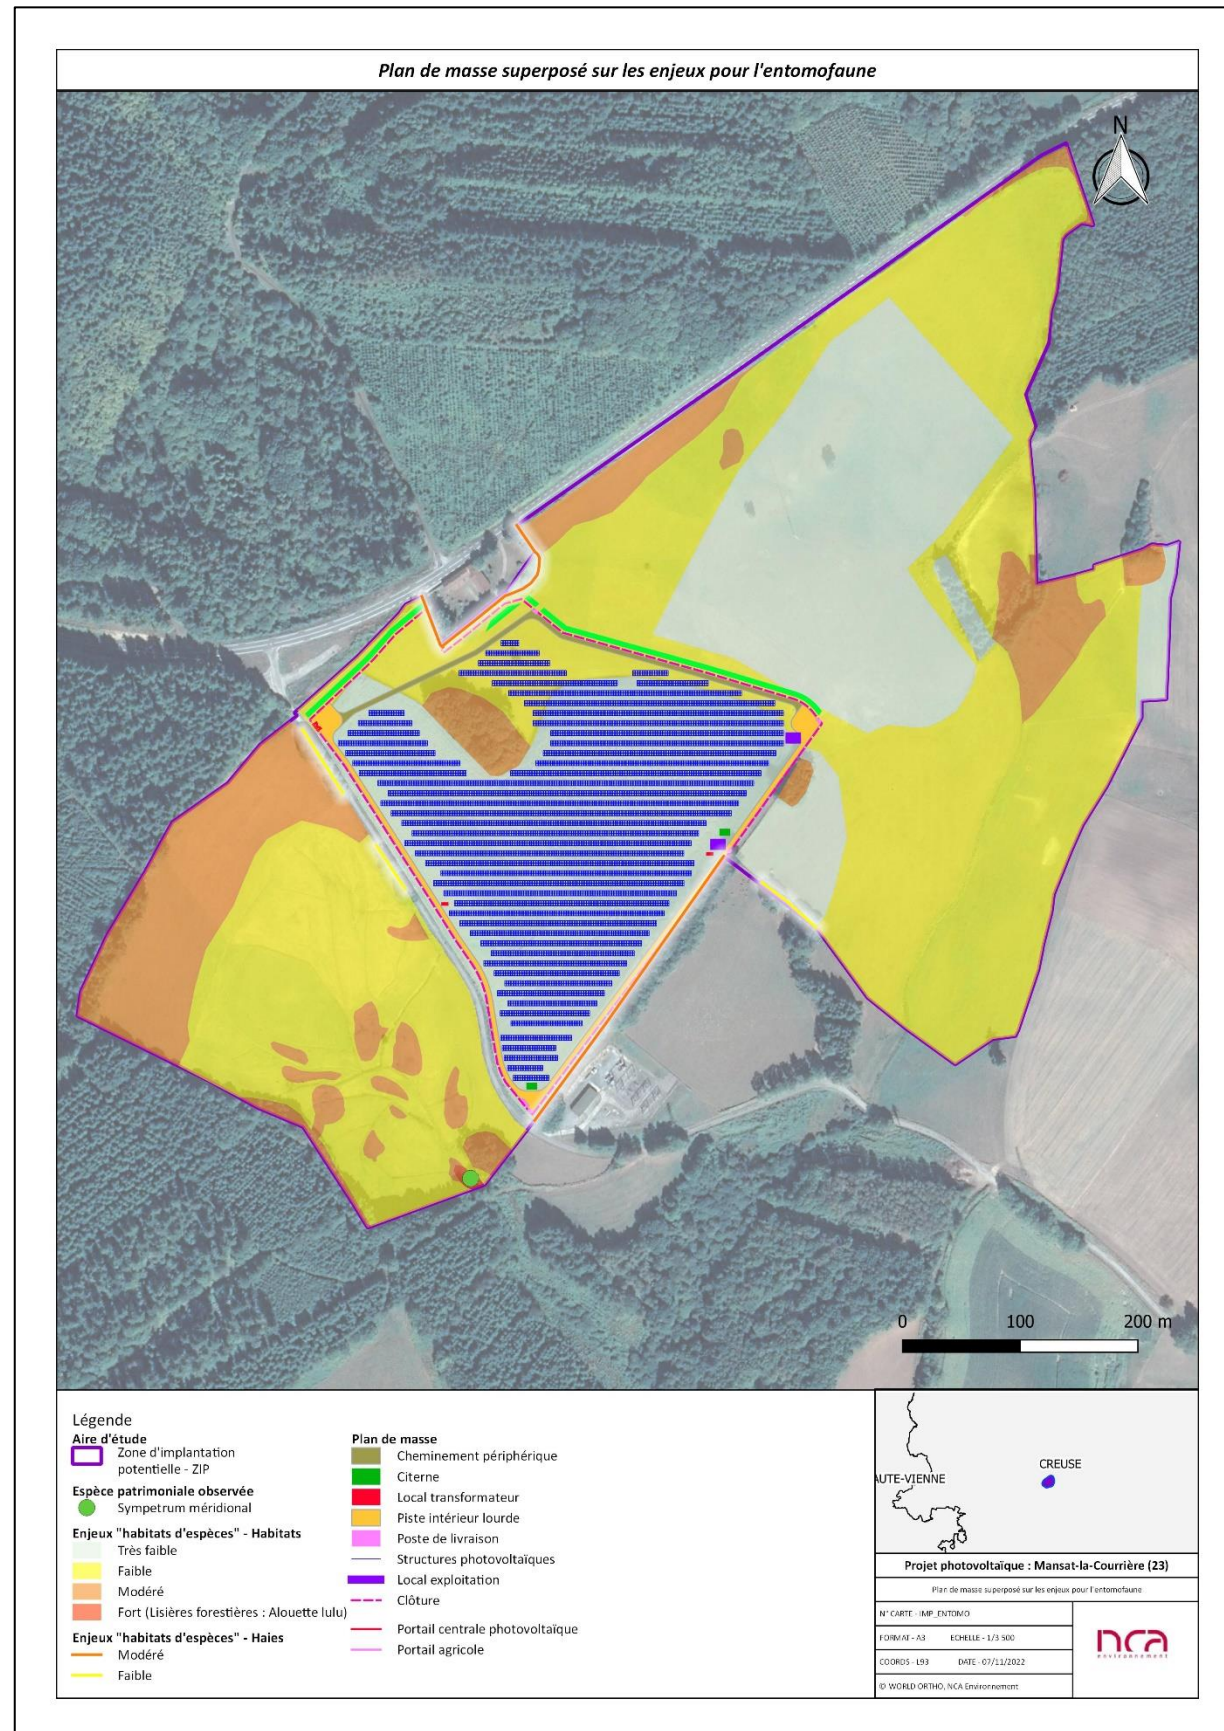 Plan de masse superposé sur les enjeux pour l'entomofaune
N
0 100 200 m
Légende
Aire d'étude
Zone d'implantation
potentielle - ZIP
Espèce patrimoniale observée
Sympetrum méridional
Enjeux "habitats d'espèces" - Habitats
Très faible
Faible
Modéré
Fort (Lisières forestières : Alouette lulu)
Enjeux "habitats d'espèces" - Haies
Modéré
Faible
Plan de masse
Cheminement périphérique
Citerne
Local transformateur
Piste intérieur lourde
Poste de livraison
Structures photovoltaïques
Local exploitation
Clôture
Portail centrale photovoltaïque
Portail agricole
CREUSE
AUTE-VIENNE
Projet photovoltaïque : Mansat-la-Courrière (23)
Plan de masse superposé sur les enjeux pour l'entomofaune
N° CARTE - IMP_ENTOMO
FORMAT - A3 ECHELLE - 1/3 500
COORDS - L93 DATE - 07/11/2022
© WORLD ORTHO, NCA Environnement
nca
environnement